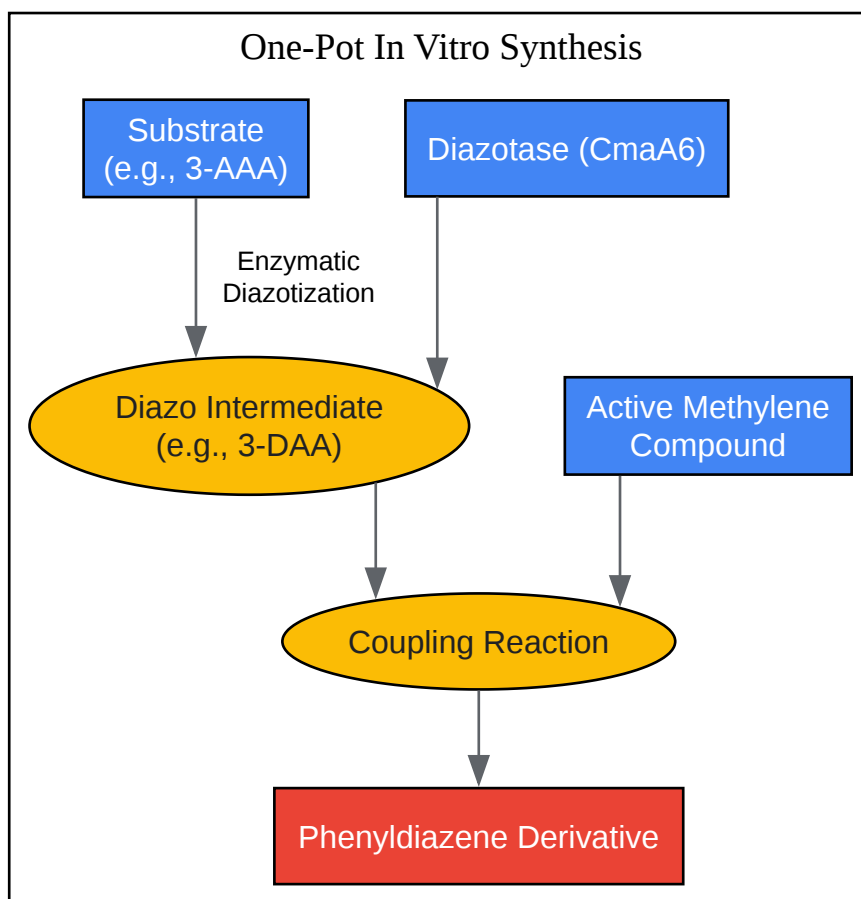 One-Pot In Vitro Synthesis
Substrate
(e.g., 3-AAA)
Diazotase (CmaA6)
Enzymatic
Diazotization
Diazo Intermediate
(e.g., 3-DAA)
Active Methylene
Compound
Coupling Reaction
Phenyldiazene Derivative